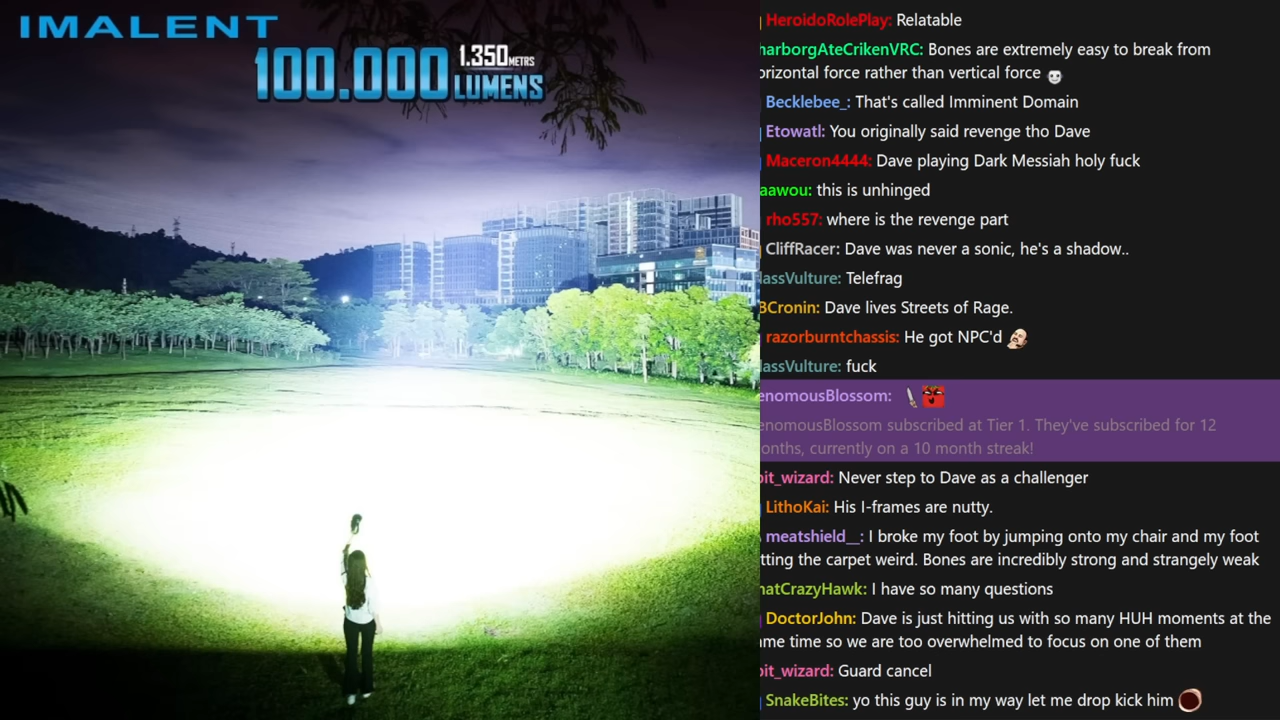 IMALENT
100.000 1.350 METRS
LUMENS
HeroidoRolePlay: Relatable
harborgAteCrikenVRC: Bones are extremely easy to break from
orizontal force rather than vertical force
Becklebee_: That's called Imminent Domain
Etowatl: You originally said revenge tho Dave
Maceron4444: Dave playing Dark Messiah holy fuck
aawou: this is unhinged
rho557: where is the revenge part
CliffRacer: Dave was never a sonic, he's a shadow..
lassVulture: Telefrag
BCronin: Dave lives Streets of Rage.
razorburntchassis: He got NPC'd
lassVulture: fuck
enomousBlossom:
enomousBlossom subscribed at Tier 1. They've subscribed for 12
onths, currently on a 10 month streak!
bit_wizard: Never step to Dave as a challenger
LithoKai: His I-frames are nutty.
meatshield__: I broke my foot by jumping onto my chair and my foot
tting the carpet weird. Bones are incredibly strong and strangely weak
hatCrazyHawk: I have so many questions
DoctorJohn: Dave is just hitting us with so many HUH moments at the
me time so we are too overwhelmed to focus on one of them
bit_wizard: Guard cancel
SnakeBites: yo this guy is in my way let me drop kick him